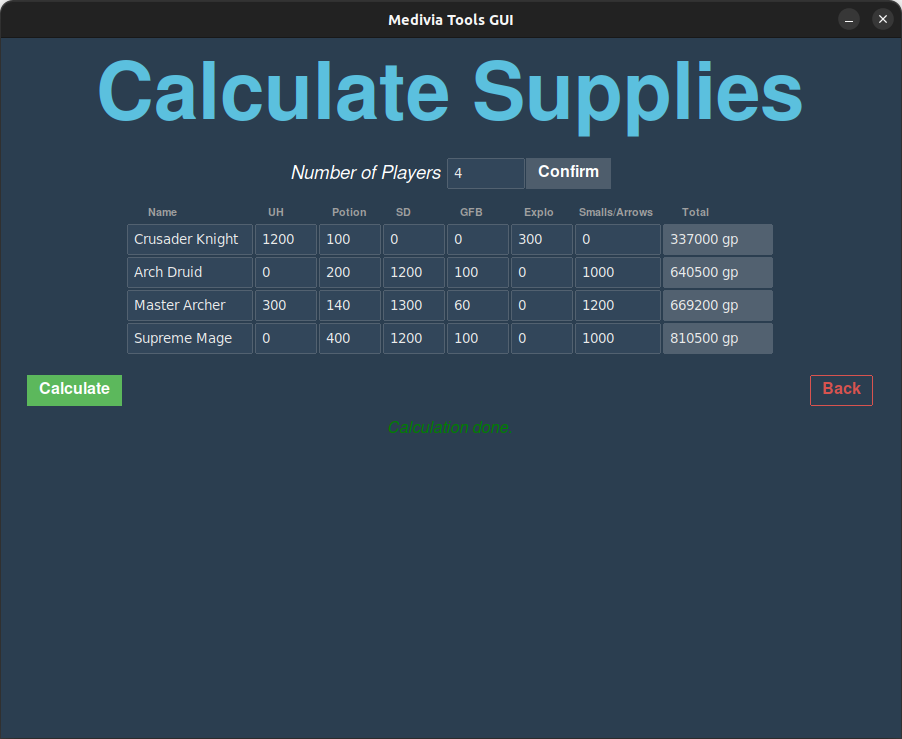 Medivia Tools GUI
Calculate Supplies
Number of Players 4 Confirm
Name UH Potion SD GFB Explo Smalls/Arrows Total
Crusader Knight 1200 100 0 0 300 0 337000 gp
Arch Druid 0 200 1200 100 0 1000 640500 gp
Master Archer 300 140 1300 60 0 1200 669200 gp
Supreme Mage 0 400 1200 100 0 1000 810500 gp
Calculate Back
Calculation done.